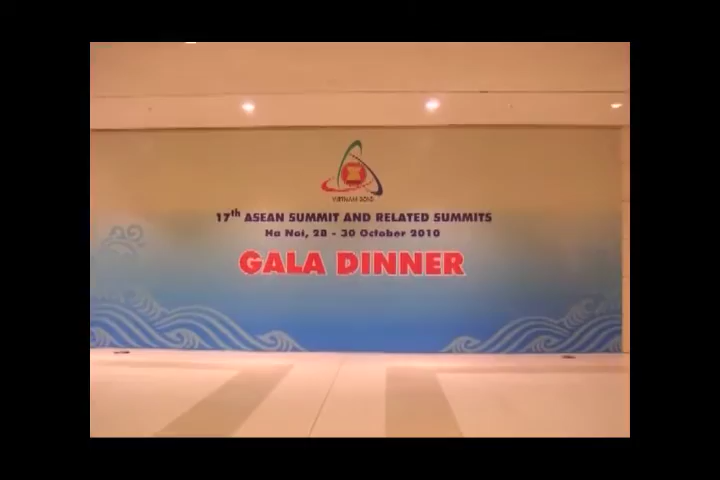 VIETNAM 2010
17th ASEAN SUMMIT AND RELATED SUMMITS
Ha Noi, 28 - 30 October 2010
GALA DINNER